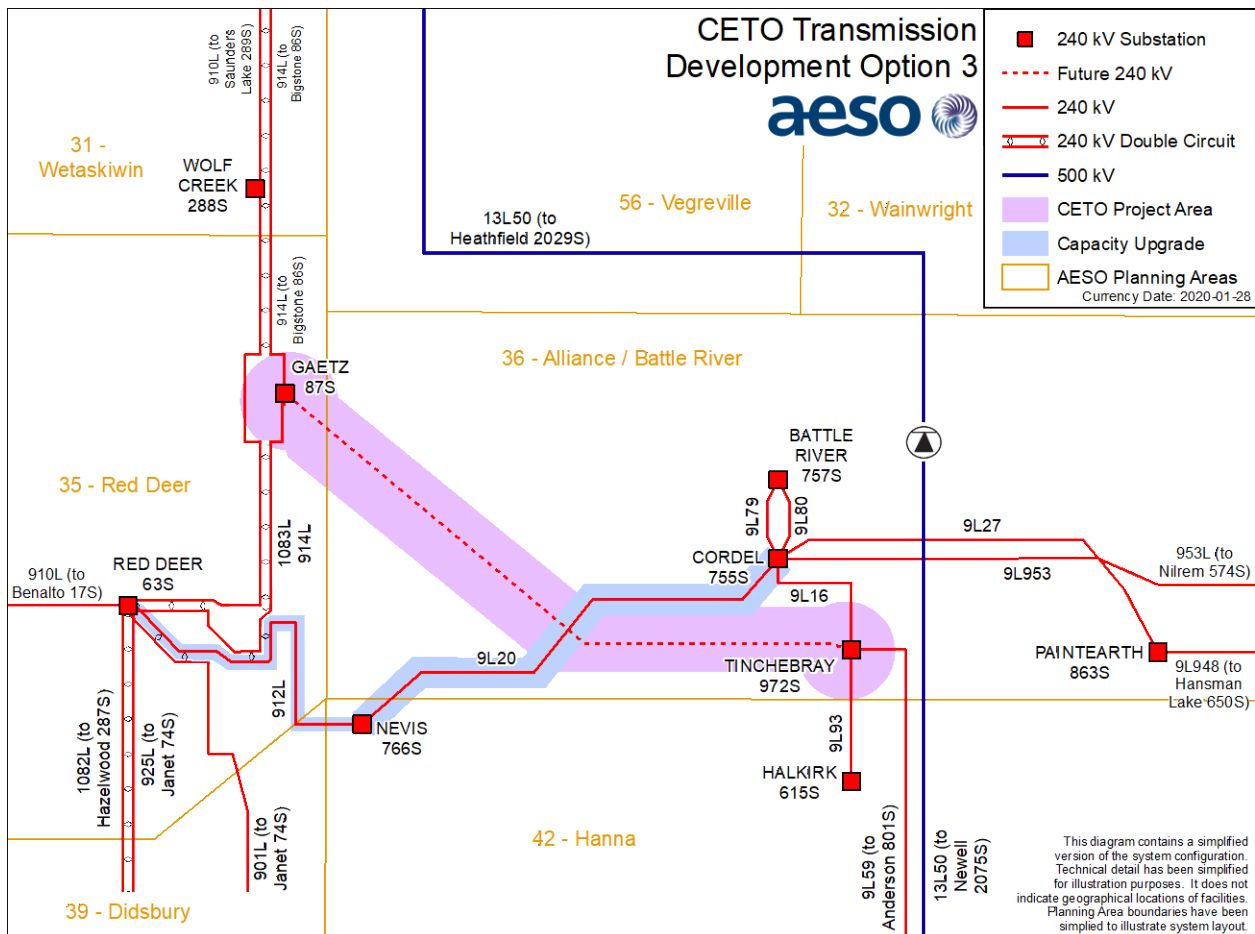 CETO Transmission
Development Option 3
aeso
240 kV Substation
Future 240 kV
240 kV
240 kV Double Circuit
500 kV
CETO Project Area
Capacity Upgrade
AESO Planning Areas
Currency Date: 2020-01-28
910L (to
Saunders
Lake 289S)
914L (to
Bigstone 86S)
31 -
Wetaskiwin
WOLF
CREEK
288S
56 - Vegreville
32 - Wainwright
13L50 (to
Heathfield 2029S)
914L (to
Bigstone 86S)
36 - Alliance / Battle River
GAETZ
87S
BATTLE
RIVER
757S
35 - Red Deer
9L79
9L80
1083L
914L
9L27
CORDEL
755S
9L953
953L (to
Nilrem 574S)
910L (to
Benalto 17S)
RED DEER
63S
9L16
TINCHEBRAY
972S
PAINTEARTH
863S
9L20
9L948 (to
Hansman
Lake 650S)
912L
NEVIS
766S
9L93
1082L (to
Hazelwood 287S)
925L (to
Janet 74S)
HALKIRK
615S
901L (to
Janet 74S)
42 - Hanna
9L59 (to
Anderson 801S)
13L50 (to
Newell
2075S)
39 - Didsbury
This diagram contains a simplified
version of the system configuration.
Technical detail has been simplified
for illustration purposes. It does not
indicate geographical locations of facilities.
Planning Area boundaries have been
simplied to illustrate system layout.